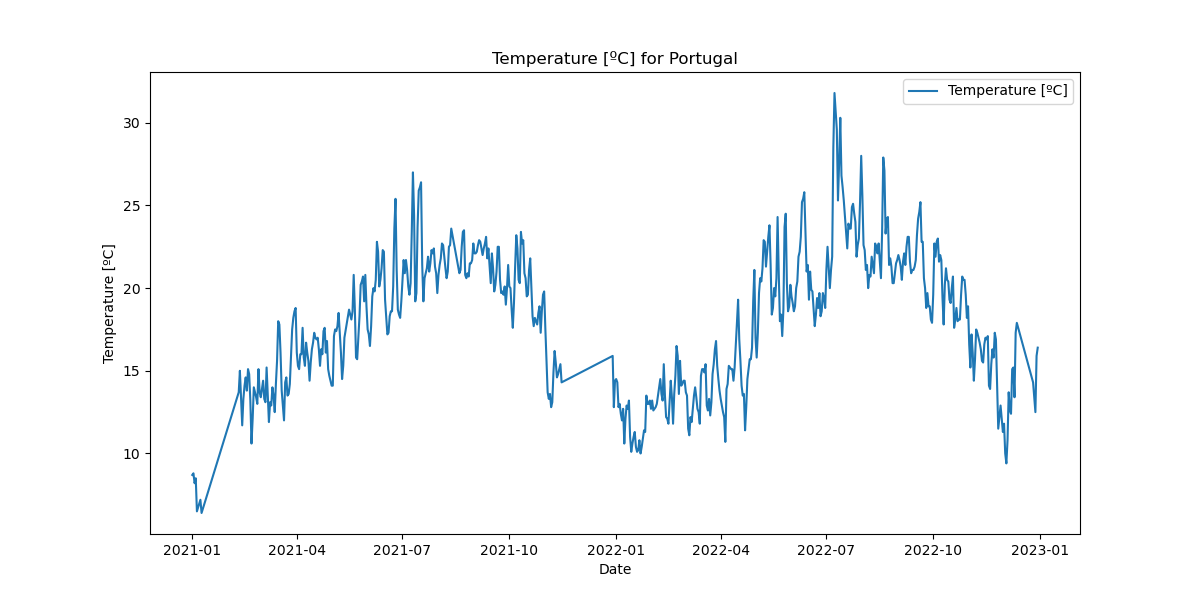 Temperature [ºC] for Portugal
Temperature [ºC]
30
25
20
15
10
Temperature [ºC]
2021-01 2021-04 2021-07 2021-10 2022-01 2022-04 2022-07 2022-10 2023-01
Date